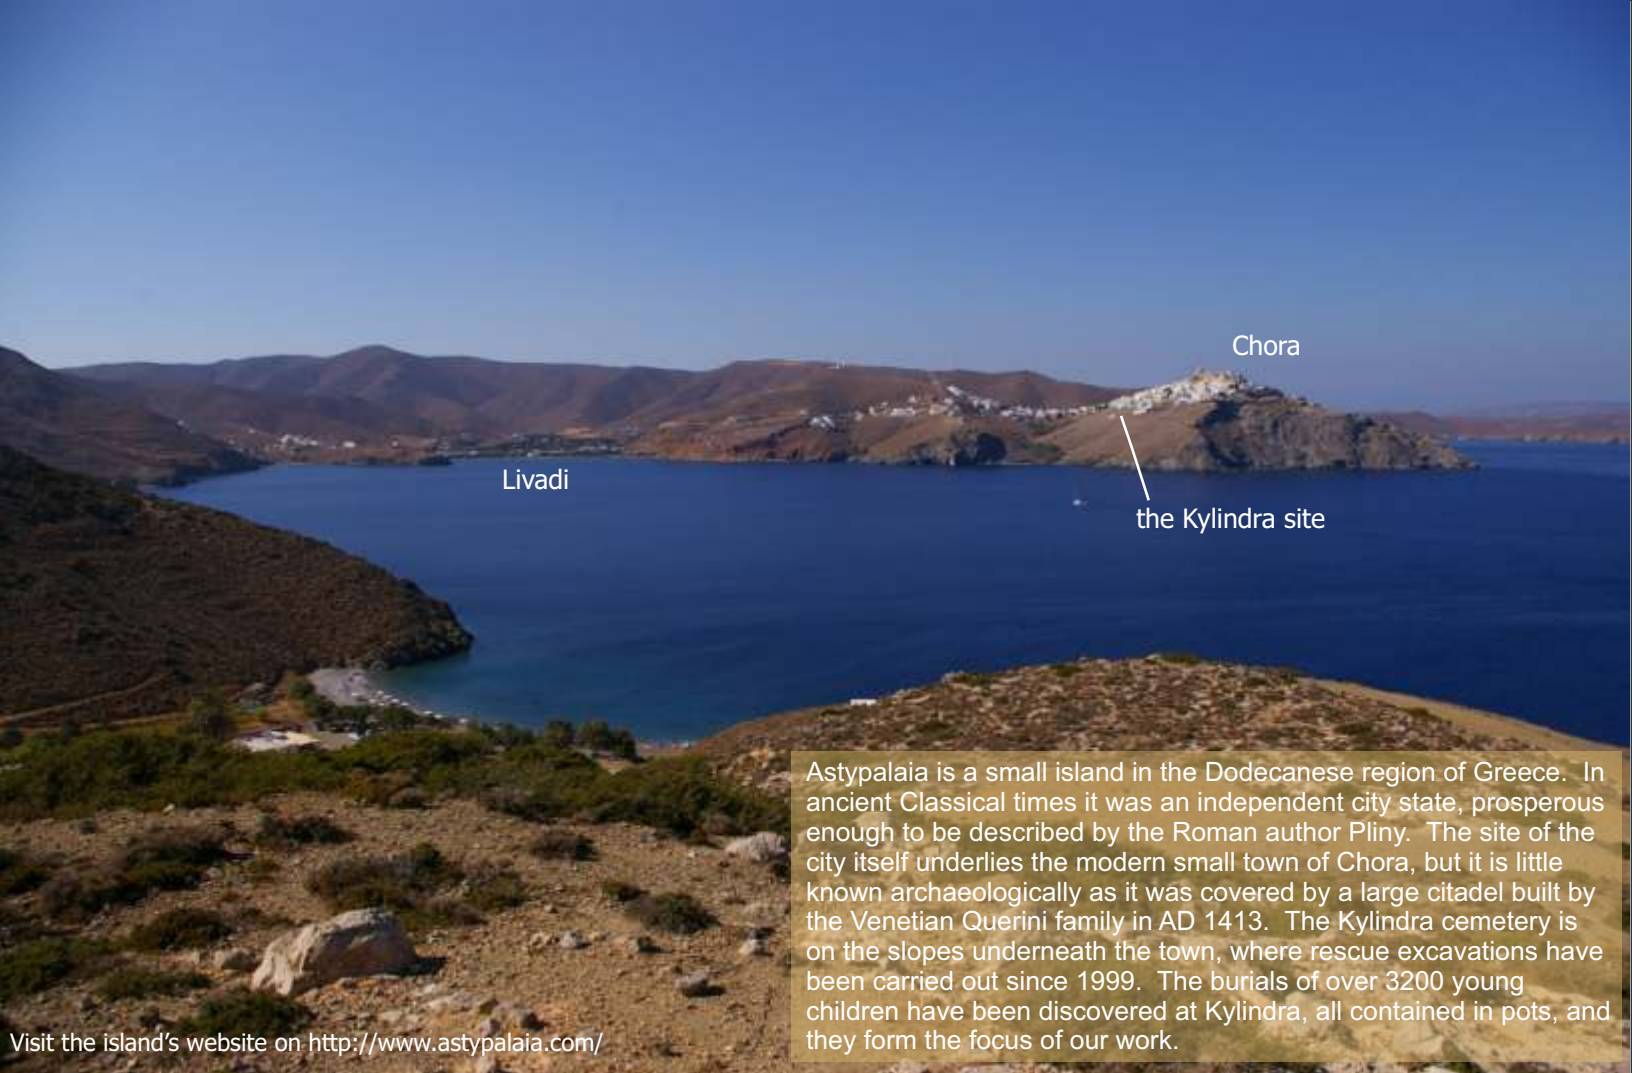 Chora
Livadi
the Kylindra site
Astypalaia is a small island in the Dodecanese region of Greece.  In
ancient Classical times it was an independent city state, prosperous
enough to be described by the Roman author Pliny.  The site of the
city itself underlies the modern small town of Chora, but it is little
known archaeologically as it was covered by a large citadel built by
the Venetian Querini family in AD 1413.  The Kylindra cemetery is
on the slopes underneath the town, where rescue excavations have
been carried out since 1999.  The burials of over 3200 young
children have been discovered at Kylindra, all contained in pots, and
they form the focus of our work.
Visit the island's website on http://www.astypalaia.com/